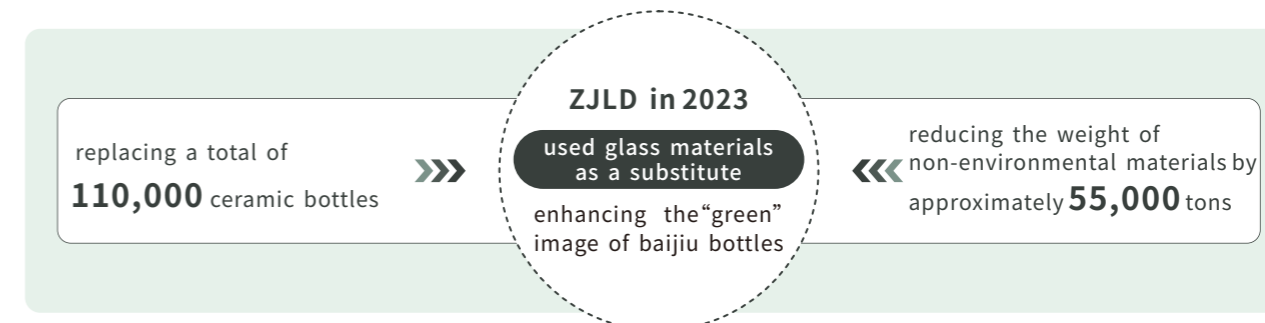 replacing a total of
110,000 ceramic bottles
ZJLD in 2023
used glass materials
as a substitute
enhancing the“green”
image of baijiu bottles
reducing the weight of
non-environmental materials by
approximately 55,000 tons